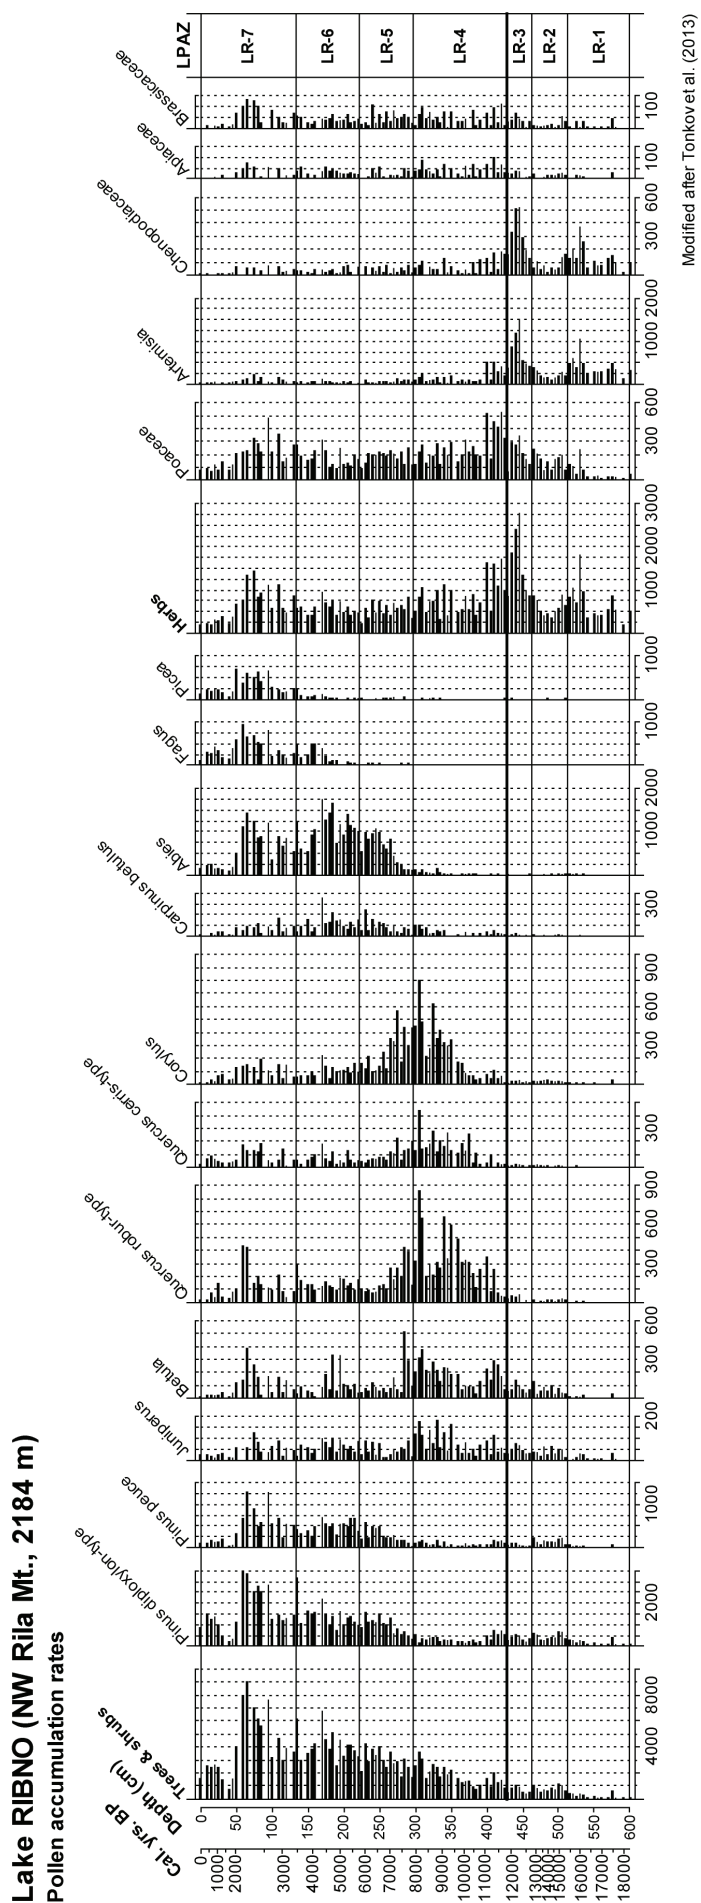 Lake RIBNO (NW Rila Mt., 2184 m)
Pollen accumulation rates
Cal. yrs. BP
Depth (cm)
Trees & shrubs
Pinus diploxylon-type
Pinus peuce
Juniperus
Betula
Quercus robur-type
Quercus cerris-type
Corylus
Carpinus betulus
Abies
Fagus
Picea
Herbs
Poaceae
Artemisia
Chenopodiaceae
Apiaceae
Brassicaceae
LPAZ
0
1000
2000
3000
4000
5000
6000
7000
8000
9000
10000
11000
12000
13000
14000
15000
16000
17000
18000
0
50
100
150
200
250
300
350
400
450
500
550
600
LR-7
LR-6
LR-5
LR-4
LR-3
LR-2
LR-1
4000 8000
2000
1000
200
300 600
300 600 900
300
300 600 900
300
1000 2000
1000
1000
1000 2000 3000
300 600
1000 2000
300 600
100
100
Modified after Tonkov et al. (2013)